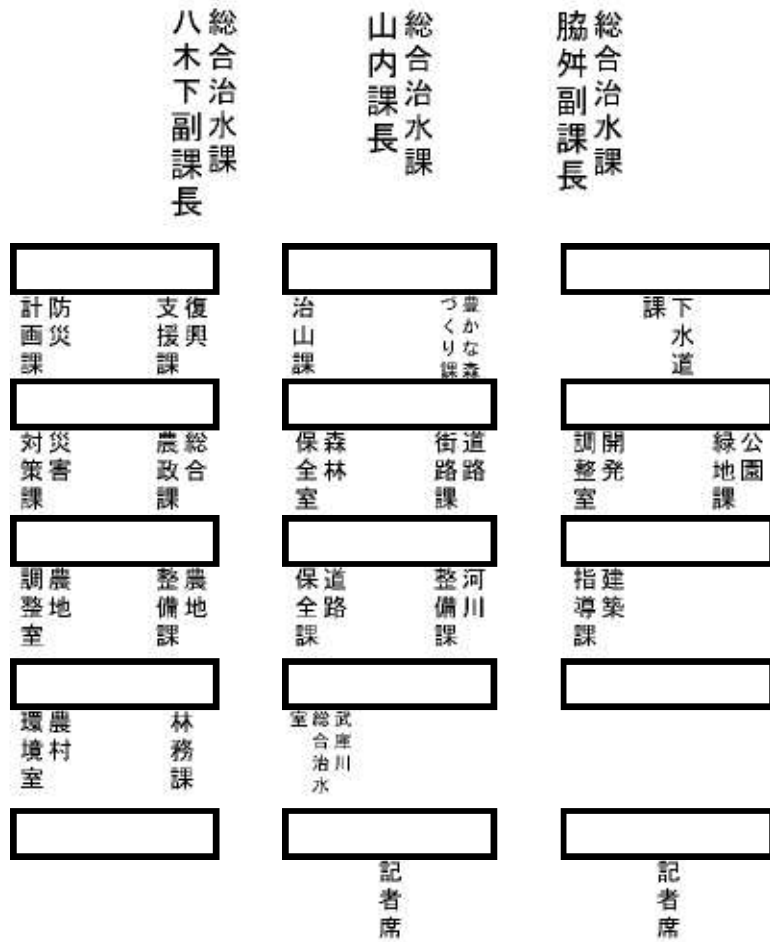 総合治水課
脇舛副課長
総合治水課
山内課長
総合治水課
八木下副課長
下水道
課
豊かな森
づくり課
治山課
復興
支援課
防災
計画課
公園
緑地課
開発
調整室
道路
街路課
森林
保全室
総合
農政課
災害
対策課
建築
指導課
河川
整備課
道路
保全課
農地
整備課
農地
調整室
武庫川
総合治水
室
林務課
農村
環境室
記者席
記者席